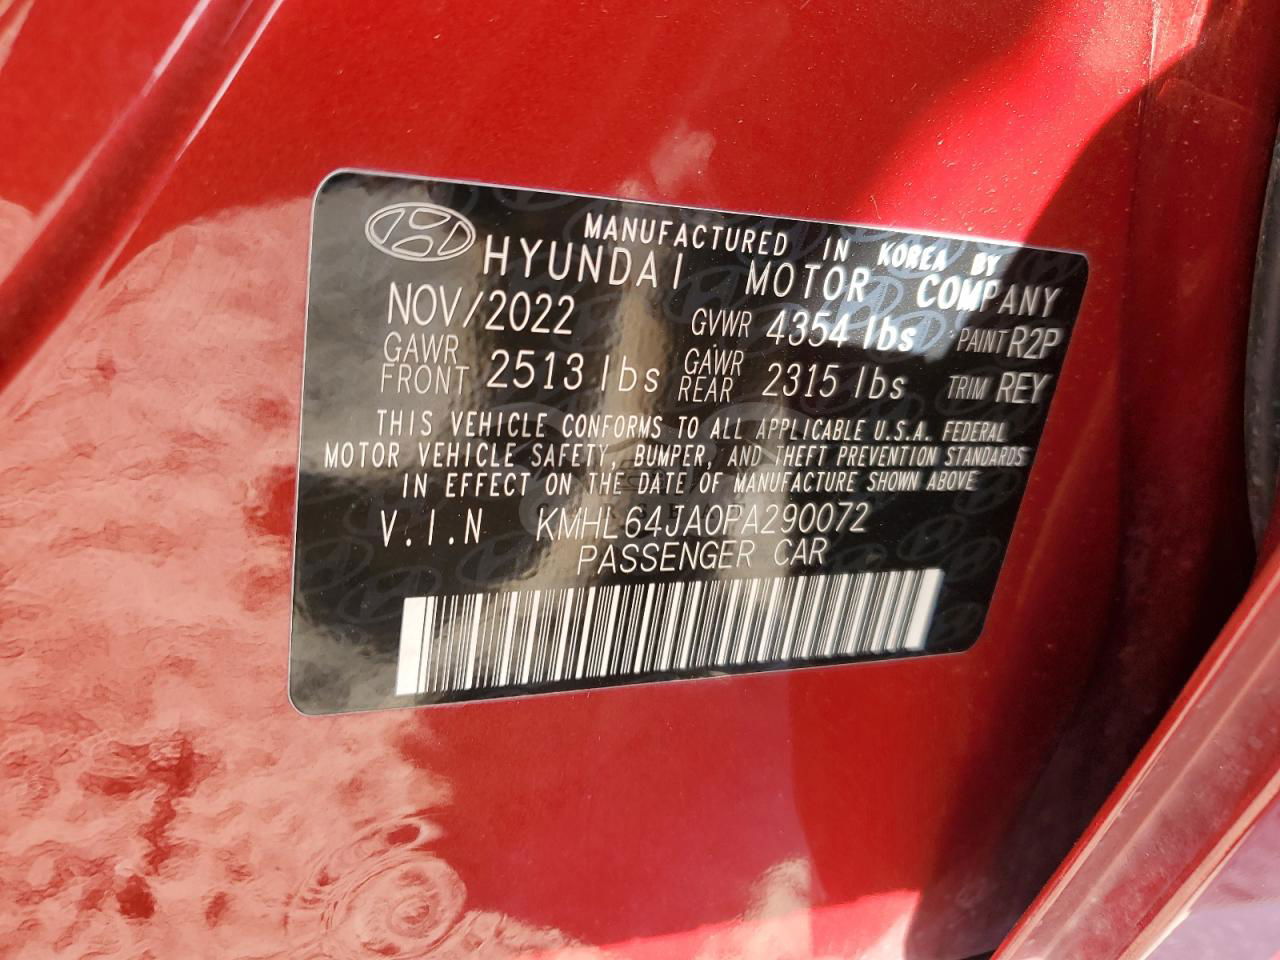 MANUFACTURED IN KOREA BY
HYUNDAI MOTOR COMPANY
NOV/2022 GVWR 4354 lbs PAINT R2P
GAWR FRONT 2513 lbs GAWR REAR 2315 lbs TRIM REY
THIS VEHICLE CONFORMS TO ALL APPLICABLE U.S.A. FEDERAL
MOTOR VEHICLE SAFETY, BUMPER, AND THEFT PREVENTION STANDARDS
IN EFFECT ON THE DATE OF MANUFACTURE SHOWN ABOVE
V.I.N KMHL64JA0PA290072
PASSENGER CAR